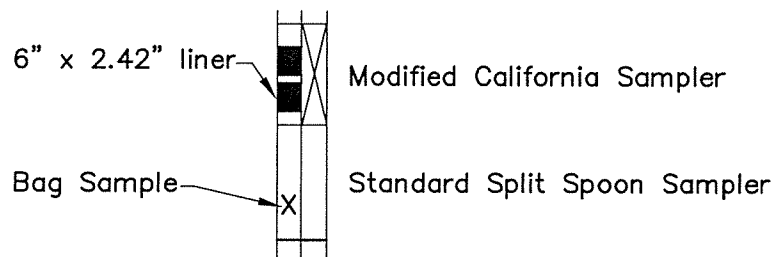 6” x 2.42” liner
Modified California Sampler
Bag Sample
X
Standard Split Spoon Sampler